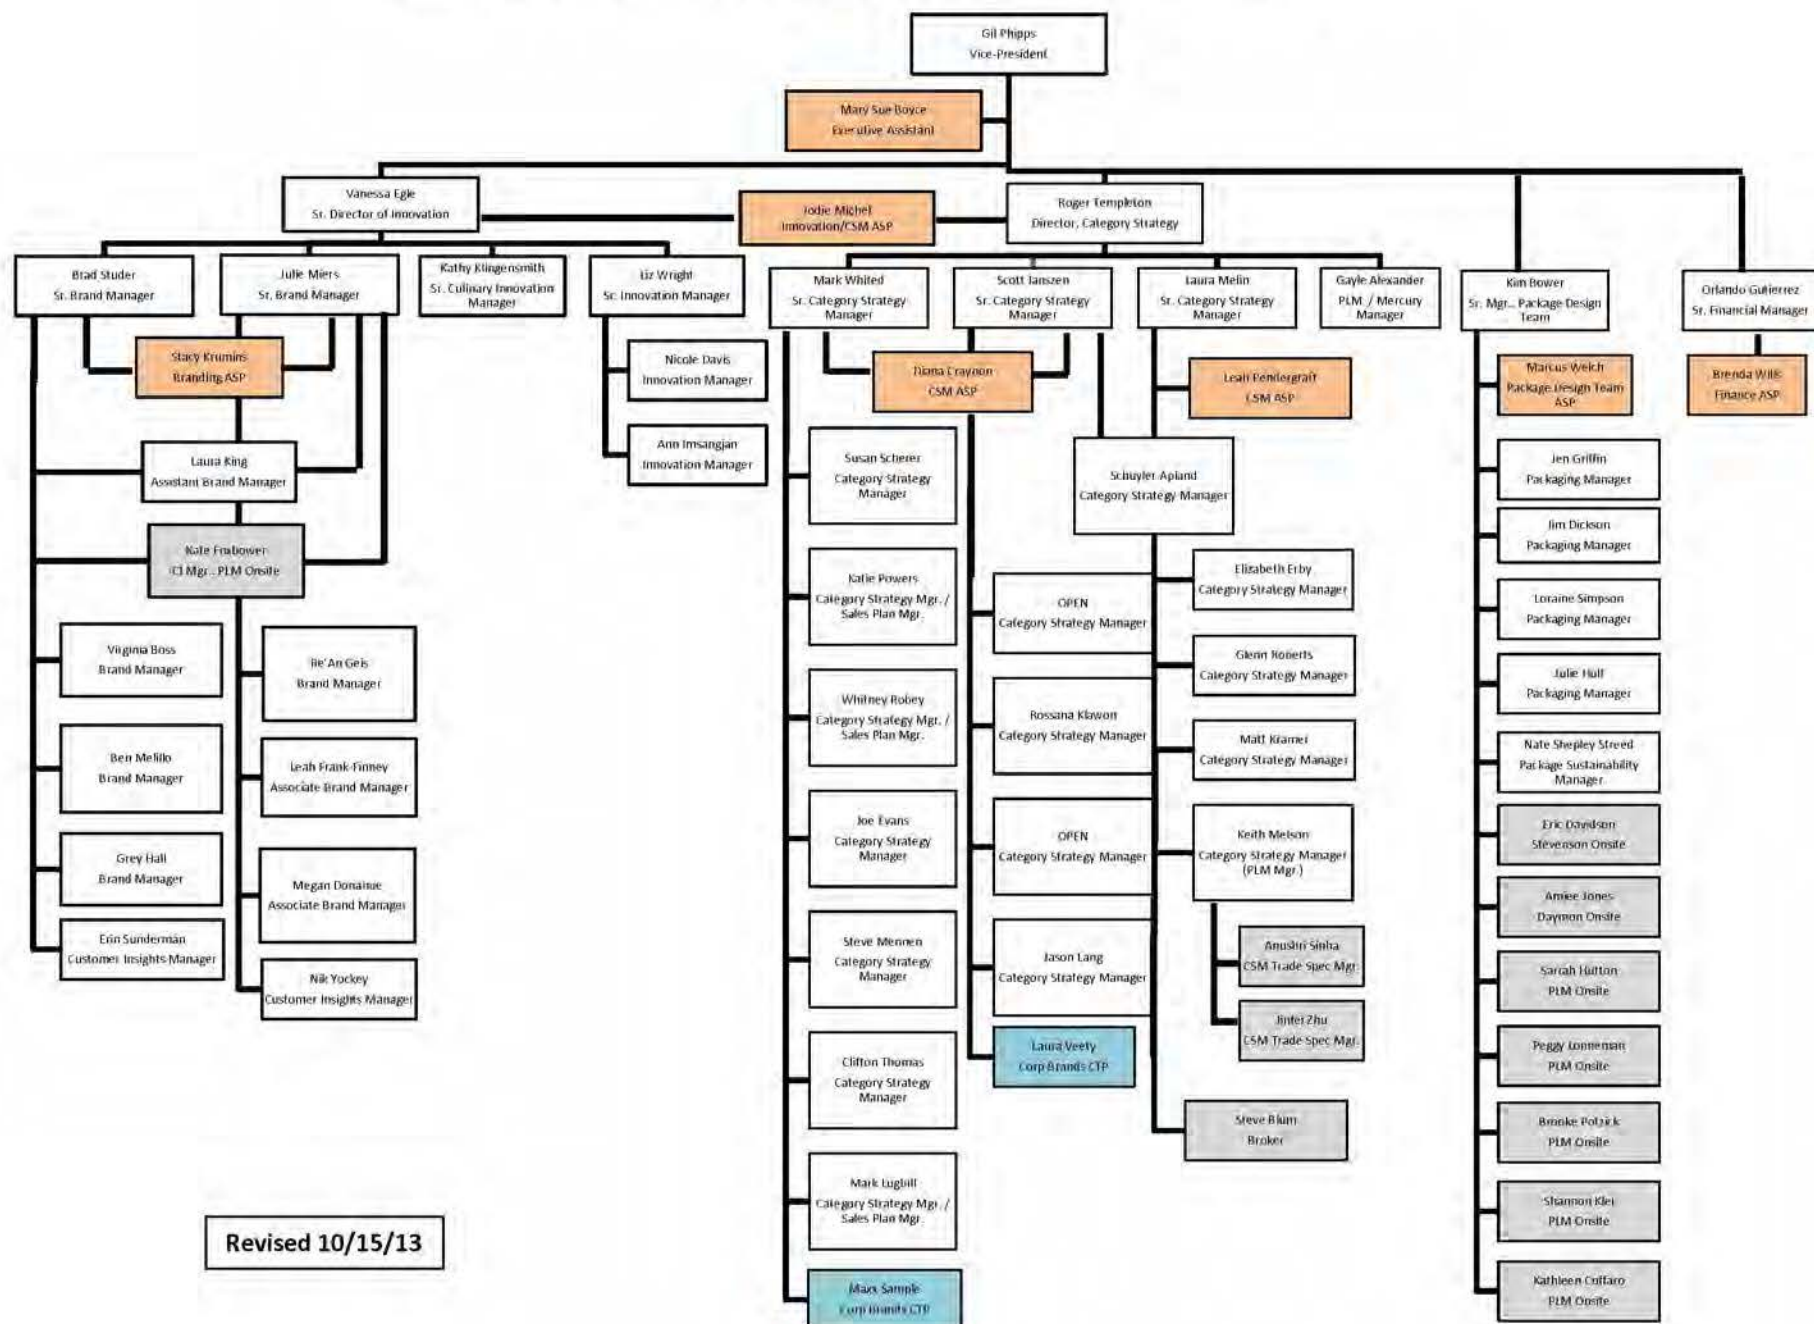 Gil Phipps
Vice-President
Mary Sue Boyce
Executive Assistant
Vanessa Egle
Sr. Director of Innovation
Jodie Michel
Innovation/CSM ASP
Roger Templeton
Director, Category Strategy
Brad Studer
Sr. Brand Manager
Julie Miers
Sr. Brand Manager
Kathy Klingensmith
Sr. Culinary Innovation
Manager
Liz Wright
Sr. Innovation Manager
Mark Whited
Sr. Category Strategy
Manager
Scott Janszen
Sr. Category Strategy
Manager
Laura Melin
Sr. Category Strategy
Manager
Gayle Alexander
PLM / Mercury
Manager
Kim Bower
Sr. Mgr., Package Design
Team
Orlando Gutierrez
Sr. Financial Manager
Stacy Krumins
Branding ASP
Laura King
Assistant Brand Manager
Kate
CI Mgr., PLM Onsite
Virginia Boss
Brand Manager
Ben Melillo
Brand Manager
Grey Hall
Brand Manager
Erin Sunderman
Customer Insights Manager
Re'An Geis
Brand Manager
Leah Frank-Finney
Associate Brand Manager
Megan Donahue
Associate Brand Manager
Nik Yockey
Customer Insights Manager
Nicole Davis
Innovation Manager
Ann Imsangjan
Innovation Manager
Diana Craynon
CSM ASP
Susan Scherer
Category Strategy
Manager
Katie Powers
Category Strategy Mgr. /
Sales Plan Mgr.
Whitney Robey
Category Strategy Mgr. /
Sales Plan Mgr.
Joe Evans
Category Strategy
Manager
Steve Mennen
Category Strategy
Manager
Clifton Thomas
Category Strategy
Manager
Mark Lugbill
Category Strategy Mgr. /
Sales Plan Mgr.
Maxx Sample
Corp Brands CTP
OPEN
Category Strategy Manager
Rossana Klawon
Category Strategy Manager
OPEN
Category Strategy Manager
Jason Lang
Category Strategy Manager
Laura Veety
Corp Brands CTP
Leah Pendergraft
CSM ASP
Schuyler Apland
Category Strategy Manager
Elizabeth Erby
Category Strategy Manager
Glenn Roberts
Category Strategy Manager
Matt Kramer
Category Strategy Manager
Keith Melson
Category Strategy Manager
(PLM Mgr.)
Anushri Sinha
CSM Trade Spec Mgr.
Jinfei Zhu
CSM Trade Spec Mgr.
Steve Blum
Broker
Marcus Welch
Package Design Team
ASP
Jen Griffin
Packaging Manager
Jim Dickson
Packaging Manager
Loraine Simpson
Packaging Manager
Julie Huff
Packaging Manager
Nate Shepley Streed
Package Sustainability
Manager
Eric Davidson
Stevenson Onsite
Amiee Jones
Daymon Onsite
Sarah Hutton
PLM Onsite
Peggy Lonneman
PLM Onsite
Brooke Polzick
PLM Onsite
Shannon Klei
PLM Onsite
Kathleen Cuffaro
PLM Onsite
Brenda Wills
Finance ASP
Revised 10/15/13